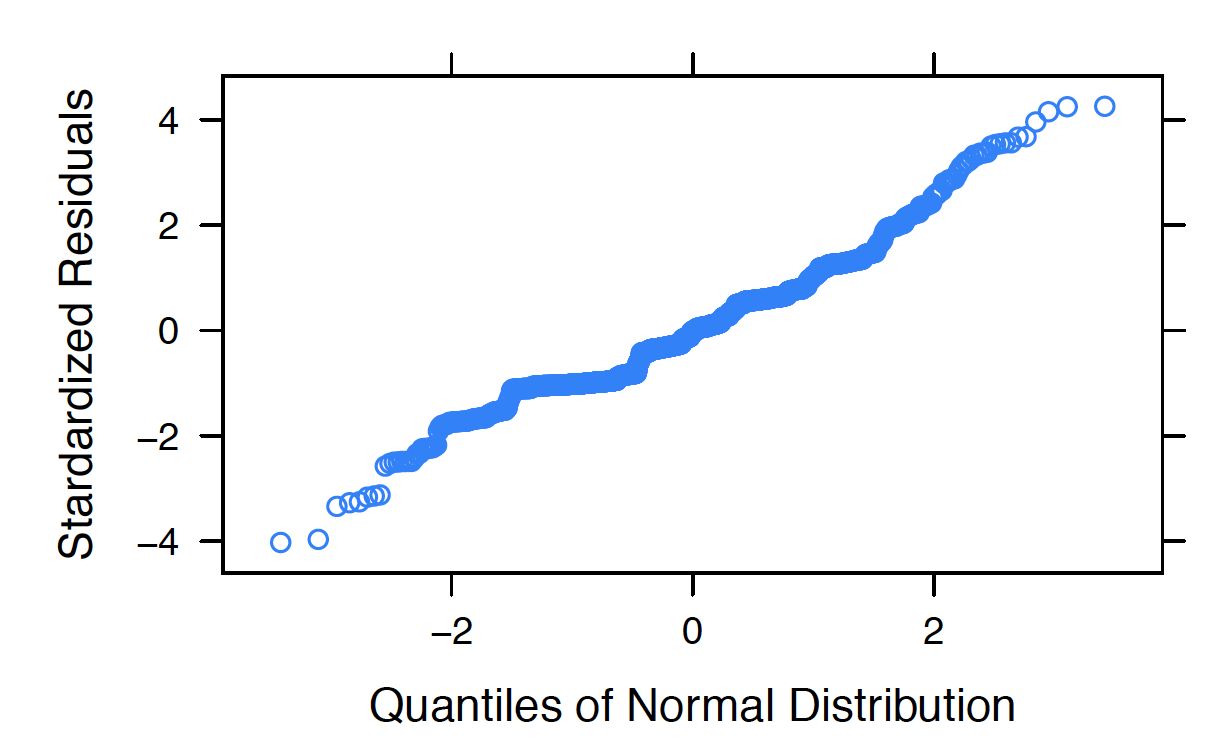 Stardardized Residuals
4
2
0
−2
−4
−2 0 2
Quantiles of Normal Distribution